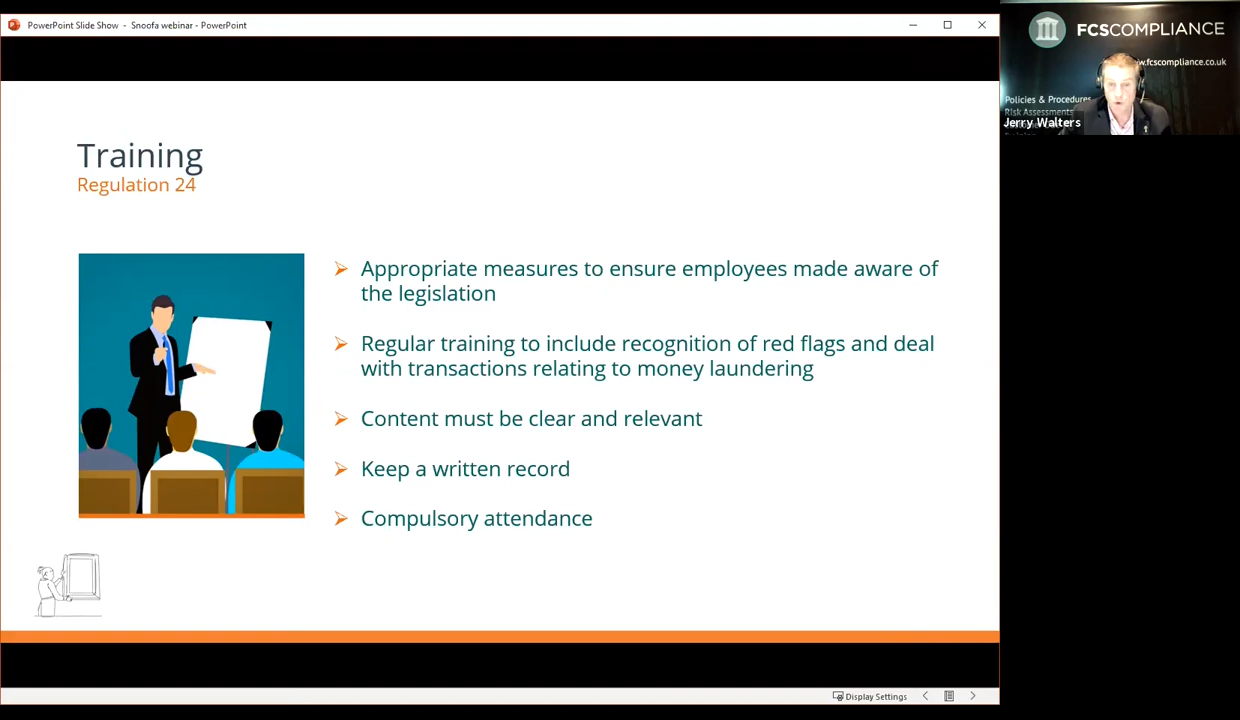 PowerPoint Slide Show - Snoofa webinar - PowerPoint
FCSCOMPLIANCE
w.fcscompliance.co.uk
Policies & Procedures
Risk Assessments
Jerry Walters
Training
Regulation 24
Appropriate measures to ensure employees made aware of
the legislation
Regular training to include recognition of red flags and deal
with transactions relating to money laundering
Content must be clear and relevant
Keep a written record
Compulsory attendance
Display Settings